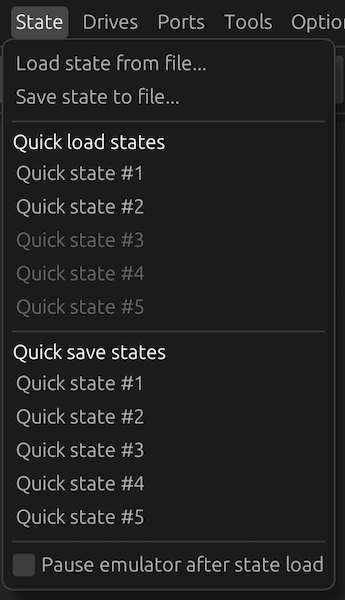 State Drives Ports Tools Optio
Load state from file...
Save state to file...
Quick load states
Quick state #1
Quick state #2
Quick state #3
Quick state #4
Quick state #5
Quick save states
Quick state #1
Quick state #2
Quick state #3
Quick state #4
Quick state #5
Pause emulator after state load